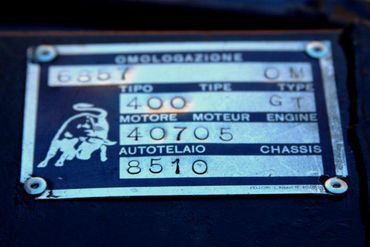 OMOLOGAZIONE
6857 OM
TIPO TIPE TYPE
400 GT
MOTORE MOTEUR ENGINE
40705
AUTOTELAIO CHASSIS
8510